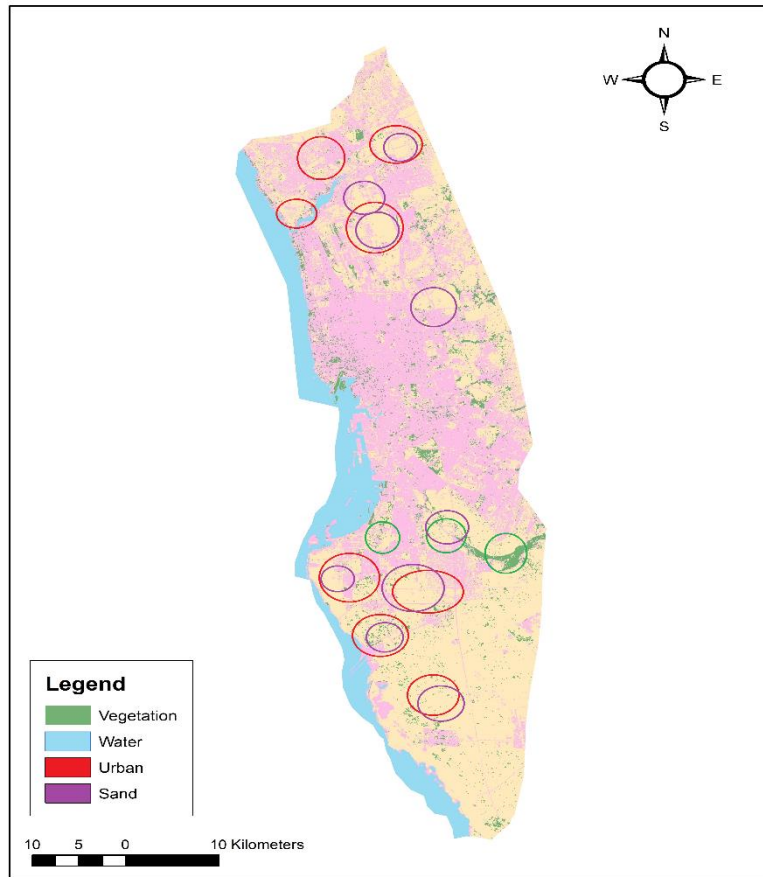 N
W E
S
Legend
Vegetation
Water
Urban
Sand
10 5 0 10 Kilometers